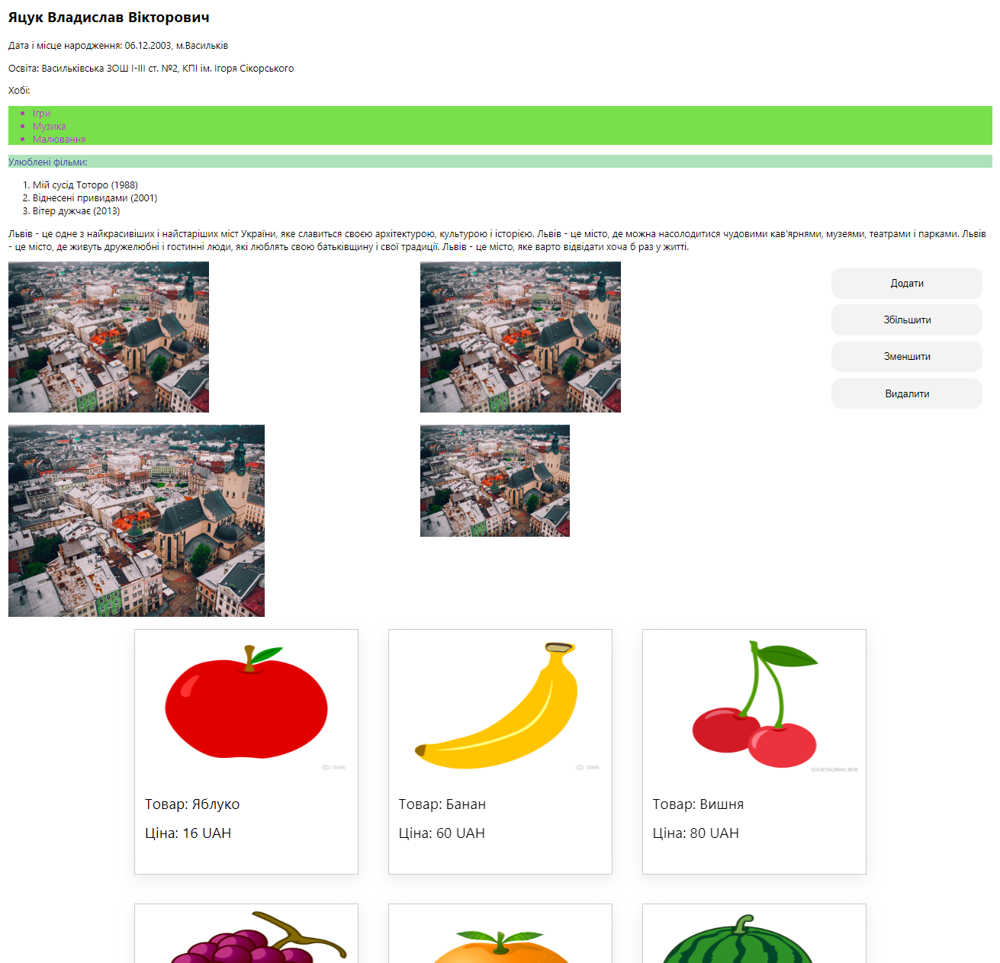 Яцук Владислав Вікторович
Дата і місце народження: 06.12.2003, м.Васильків
Освіта: Васильківська ЗОШ І-ІІІ ст. №2, КПІ ім. Ігоря Сікорського
Хобі:
• Ігри
• Музика
• Малювання
Улюблені фільми:
1. Мій сусід Тоторо (1988)
2. Віднесені привидами (2001)
3. Вітер дужчає (2013)
Львів - це одне з найкрасивіших і найстаріших міст України, яке славиться своєю архітектурою, культурою і історією. Львів - це місто, де можна насолодитися чудовими кав'ярнями, музеями, театрами і парками. Львів
- це місто, де живуть дружелюбні і гостинні люди, які люблять свою батьківщину і свої традиції. Львів - це місто, яке варто відвідати хоча б раз у житті.
Додати
Збільшити
Зменшити
Видалити
© dak
© dak
©DESIGNALIKIE
Товар: Яблуко
Ціна: 16 UAH
Товар: Банан
Ціна: 60 UAH
Товар: Вишня
Ціна: 80 UAH